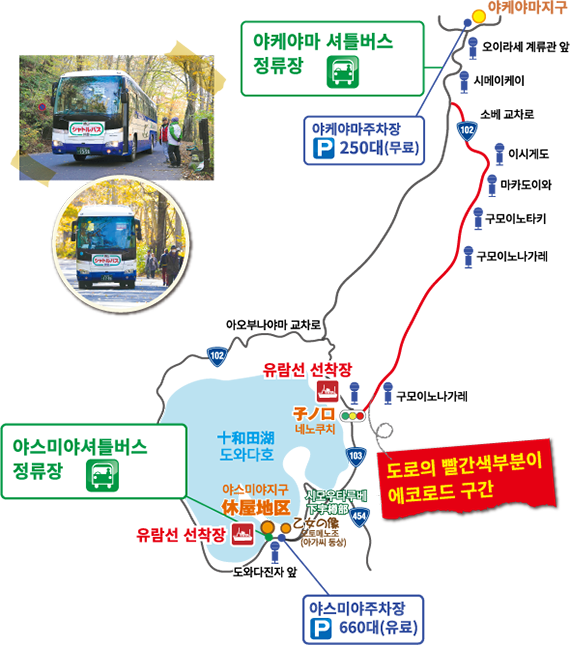 야케야마지구
야케야마 셔틀버스
정류장
오이라세 계류관 앞
시메이케이
소베 교차로
102
야케야마주차장
P 250대(무료)
シャトルバス
이시게도
마카도이와
구모이노타키
구모이노나가레
シャトルバス
아오부나야마 교차로
102
유람선 선착장
구모이노나가레
子ノ口
네노쿠치
十和田湖
도와다호
103
도로의 빨간색부분이
에코로드 구간
야스미야셔틀버스
정류장
야스미야지구
休屋地区
시모우타루베
下宇樽部
454
유람선 선착장
乙女の像
오토메노조
(아가씨 동상)
도와다진자 앞
야스미야주차장
P 660대(유료)